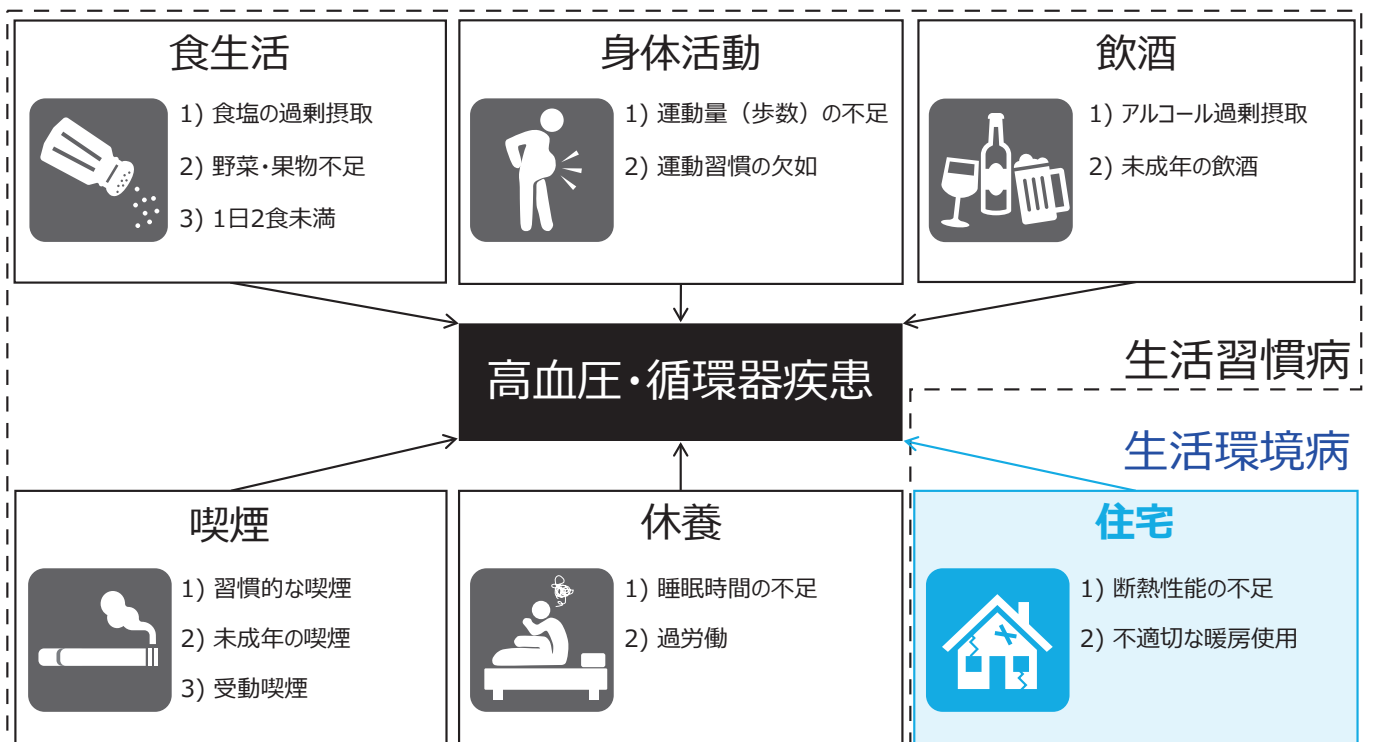 食生活
1) 食塩の過剰摂取
2) 野菜・果物不足
3) 1日2食未満
身体活動
1) 運動量（歩数）の不足
2) 運動習慣の欠如
飲酒
1) アルコール過剰摂取
2) 未成年の飲酒
高血圧・循環器疾患
生活習慣病
生活環境病
喫煙
1) 習慣的な喫煙
2) 未成年の喫煙
3) 受動喫煙
休養
1) 睡眠時間の不足
2) 過労働
住宅
1) 断熱性能の不足
2) 不適切な暖房使用